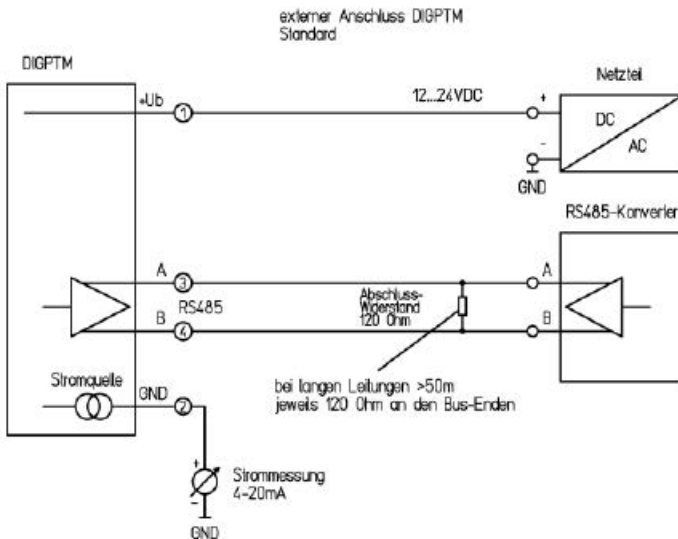 externer Anschluss DIGPTM
Standard
DIGPTM
Netzteil
+Ub
1
12...24VDC
+
DC
AC
-
GND
RS485-Konverter
A
3
A
RS485
Abschluss-
Widerstand
120 Ohm
B
4
B
Stromquelle
GND
2
bei langen Leitungen >50m
jeweils 120 Ohm an den Bus-Enden
+
Strommessung
4-20mA
-
GND